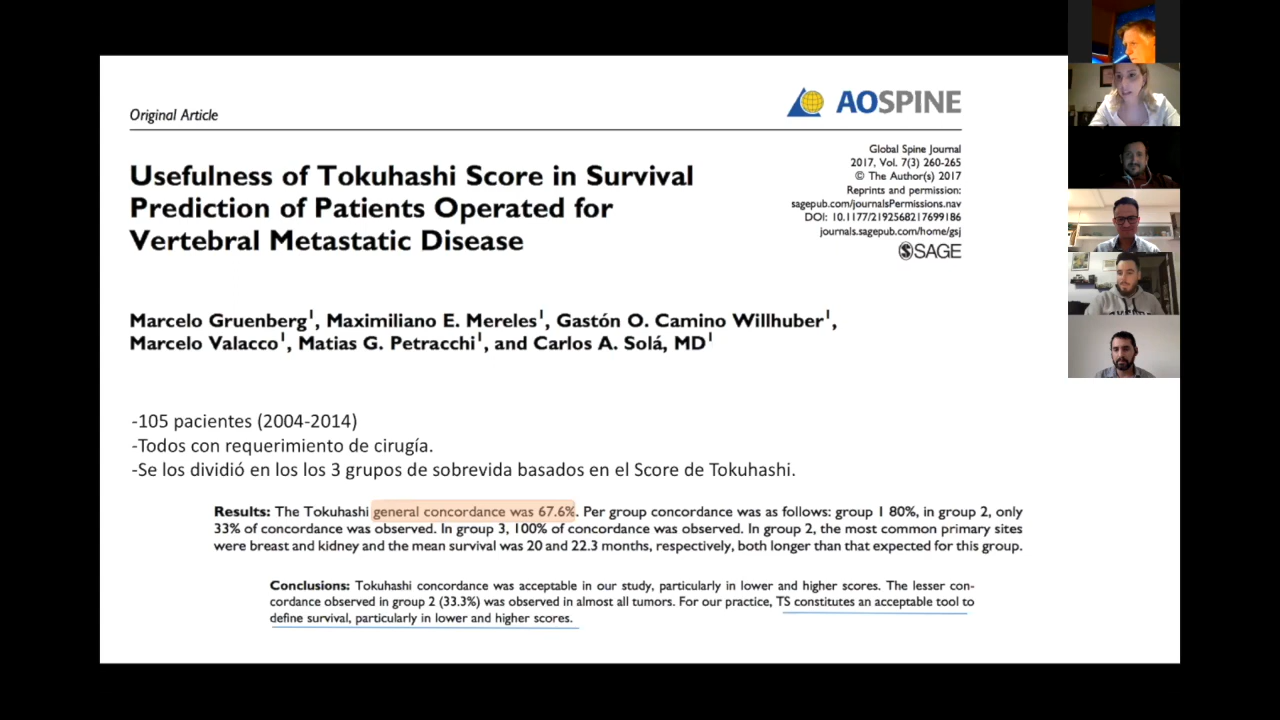 Original Article
AOSPINE
Usefulness of Tokuhashi Score in Survival
Prediction of Patients Operated for
Vertebral Metastatic Disease
Global Spine Journal
2017, Vol. 7(3) 260-265
© The Author(s) 2017
Reprints and permission:
sagepub.com/journalsPermissions.nav
DOI: 10.1177/2192568217699186
journals.sagepub.com/home/gsj
SAGE
Marcelo Gruenberg¹, Maximiliano E. Mereles¹, Gastón O. Camino Willhuber¹,
Marcelo Valacco¹, Matias G. Petracchi¹, and Carlos A. Solá, MD¹
-105 pacientes (2004-2014)
-Todos con requerimiento de cirugía.
-Se los dividió en los los 3 grupos de sobrevida basados en el Score de Tokuhashi.
Results: The Tokuhashi general concordance was 67.6%. Per group concordance was as follows: group 1 80%, in group 2, only
33% of concordance was observed. In group 3, 100% of concordance was observed. In group 2, the most common primary sites
were breast and kidney and the mean survival was 20 and 22.3 months, respectively, both longer than that expected for this group.
Conclusions: Tokuhashi concordance was acceptable in our study, particularly in lower and higher scores. The lesser con-
cordance observed in group 2 (33.3%) was observed in almost all tumors. For our practice, TS constitutes an acceptable tool to
define survival, particularly in lower and higher scores.